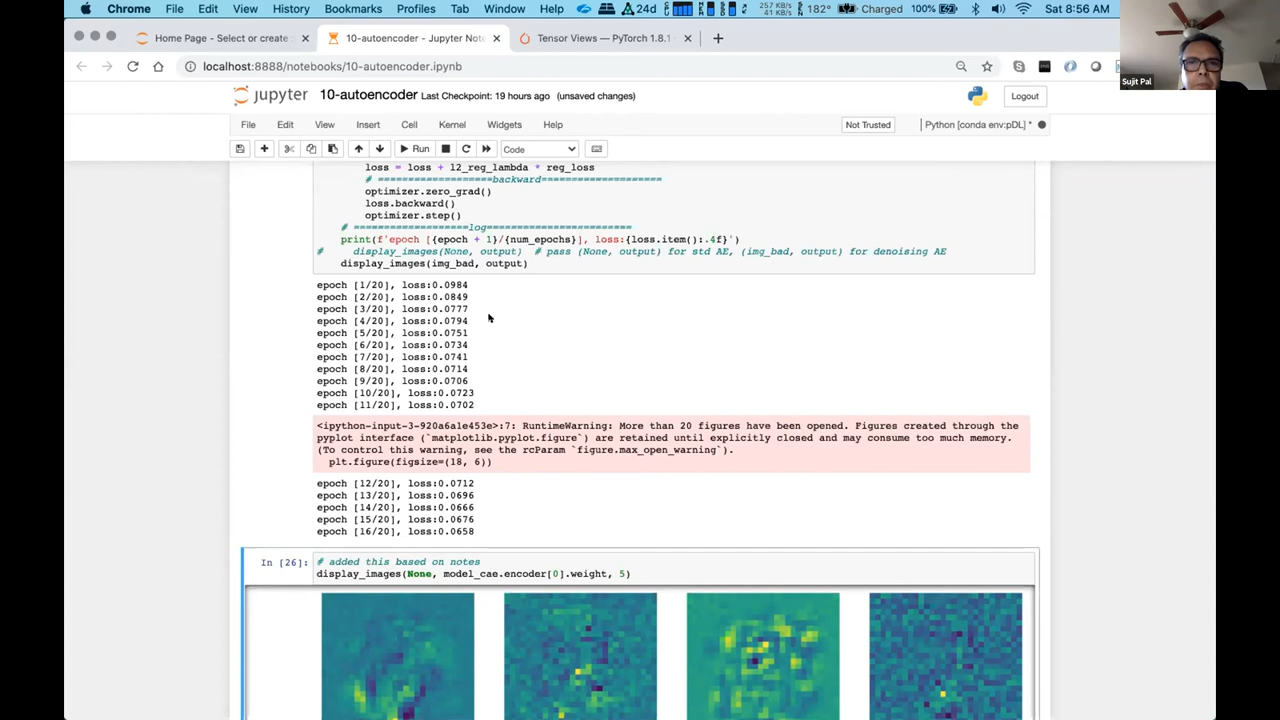 Chrome File Edit View History Bookmarks Profiles Tab Window Help 24d 257 KB/s 41 KB/s 182° Charged 100% Sat 8:56 AM
Home Page - Select or create 10-autoencoder - Jupyter Not Tensor Views — PyTorch 1.8.1
localhost:8888/notebooks/10-autoencoder.ipynb
Sujit Pal
jupyter 10-autoencoder Last Checkpoint: 19 hours ago (unsaved changes) Logout
File Edit View Insert Cell Kernel Widgets Help Not Trusted Python [conda env:pDL] *
Run Code
loss = loss + l2_reg_lambda * reg_loss
# ===================backward====================
optimizer.zero_grad()
loss.backward()
optimizer.step()
# ===================log========================
print(f'epoch [{epoch + 1}/{num_epochs}], loss:{loss.item():.4f}')
# display_images(None, output) # pass (None, output) for std AE, (img_bad, output) for denoising AE
display_images(img_bad, output)
epoch [1/20], loss:0.0984
epoch [2/20], loss:0.0849
epoch [3/20], loss:0.0777
epoch [4/20], loss:0.0794
epoch [5/20], loss:0.0751
epoch [6/20], loss:0.0734
epoch [7/20], loss:0.0741
epoch [8/20], loss:0.0714
epoch [9/20], loss:0.0706
epoch [10/20], loss:0.0723
epoch [11/20], loss:0.0702
<ipython-input-3-920a6a1e453e>:7: RuntimeWarning: More than 20 figures have been opened. Figures created through the
pyplot interface (`matplotlib.pyplot.figure`) are retained until explicitly closed and may consume too much memory.
(To control this warning, see the rcParam `figure.max_open_warning`).
plt.figure(figsize=(18, 6))
epoch [12/20], loss:0.0712
epoch [13/20], loss:0.0696
epoch [14/20], loss:0.0666
epoch [15/20], loss:0.0676
epoch [16/20], loss:0.0658
In [26]: # added this based on notes
display_images(None, model_cae.encoder[0].weight, 5)